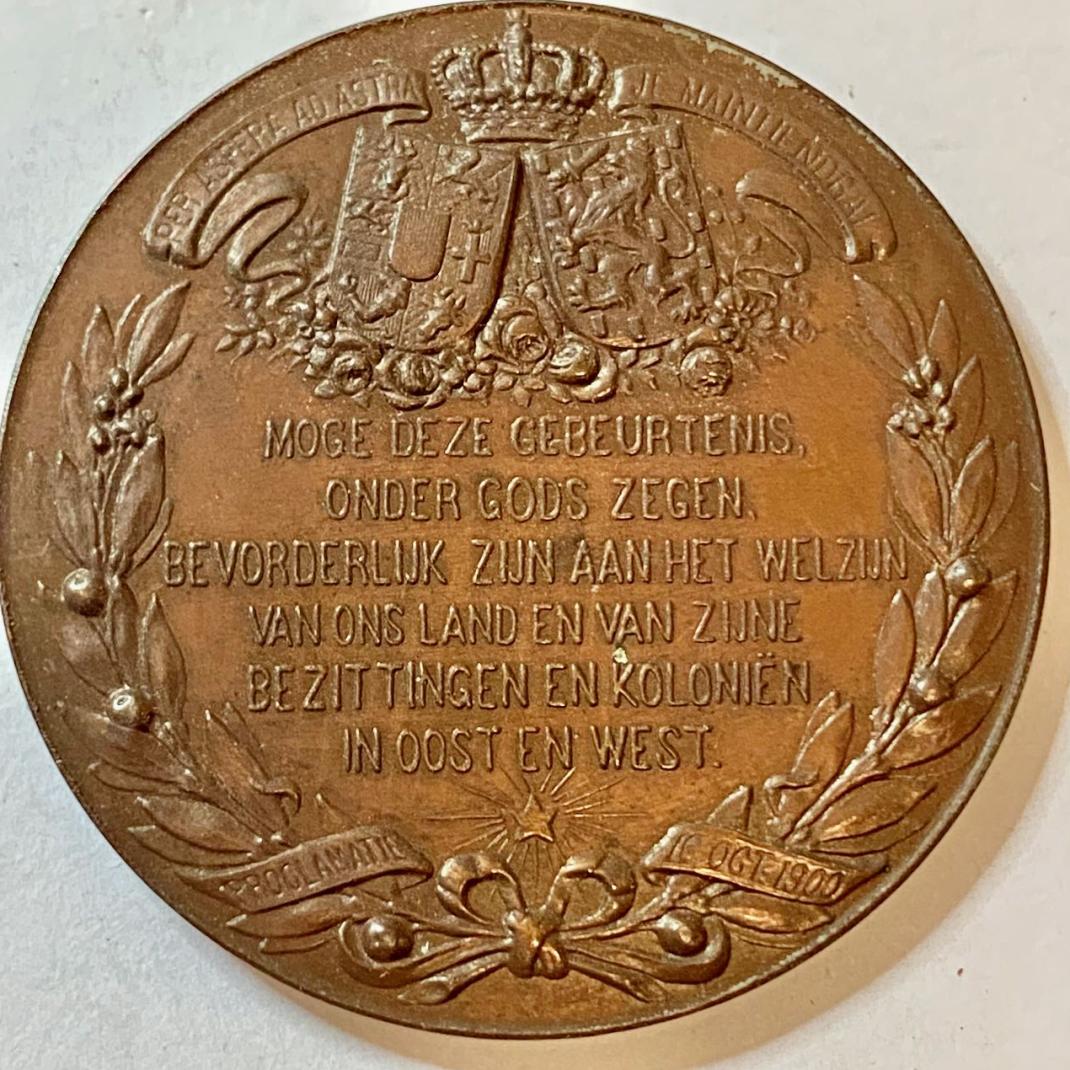 PER ASPERA AD ASTRA
JE MAINTIENDRAI
MOGE DEZE GEBEURTENIS,
ONDER GODS ZEGEN,
BEVORDERLIJK ZIJN AAN HET WELZIJN
VAN ONS LAND EN VAN ZIJNE
BEZITTINGEN EN KOLONIËN
IN OOST EN WEST.
PROCLAMATIE
OCT. 1900